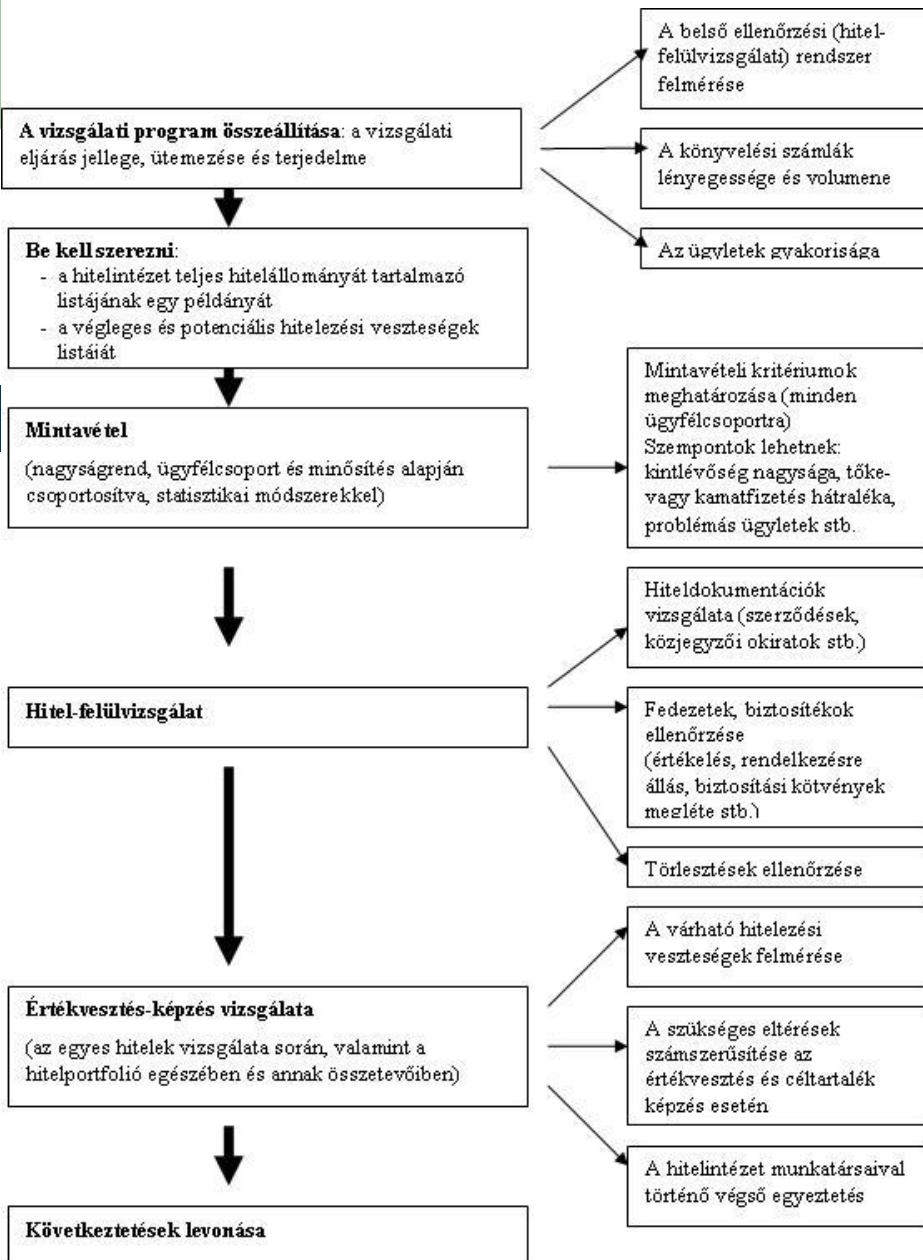 A vizsgálati program összeállítása: a vizsgálati
eljárás jellege, ütemezése és terjedelme
A belső ellenőrzési (hitel-
felülvizsgálati) rendszer
felmérése
A könyvelési számlák
lényegessége és volumene
Az ügyletek gyakorisága
Be kell szerezni:
- a hitelintézet teljes hitelállományát tartalmazó
listájának egy példányát
- a végleges és potenciális hitelezési veszteségek
listáját
Mintavétel
(nagyságrend, ügyfélcsoport és minősítés alapján
csoportosítva, statisztikai módszerekkel)
Mintavételi kritériumok
meghatározása (minden
ügyfélcsoportra)
Szempontok lehetnek:
kintlévőség nagysága, tőke-
vagy kamatfizetés hátraléka,
problémás ügyletek stb.
Hitel-felülvizsgálat
Hiteldokumentációk
vizsgálata (szerződések,
közjegyzői okiratok stb.)
Fedezetek, biztosítékok
ellenőrzése
(értékelés, rendelkezésre
állás, biztosítási kötvények
megléte stb.)
Törlesztések ellenőrzése
Értékvesztés-képzés vizsgálata
(az egyes hitelek vizsgálata során, valamint a
hitelportfolió egészében és annak összetevőiben)
A várható hitelezési
veszteségek felmérése
A szükséges eltérések
számszerűsítése az
értékvesztés és céltartalék
képzés esetén
A hitelintézet munkatársaival
történő végső egyeztetés
Következtetések levonása